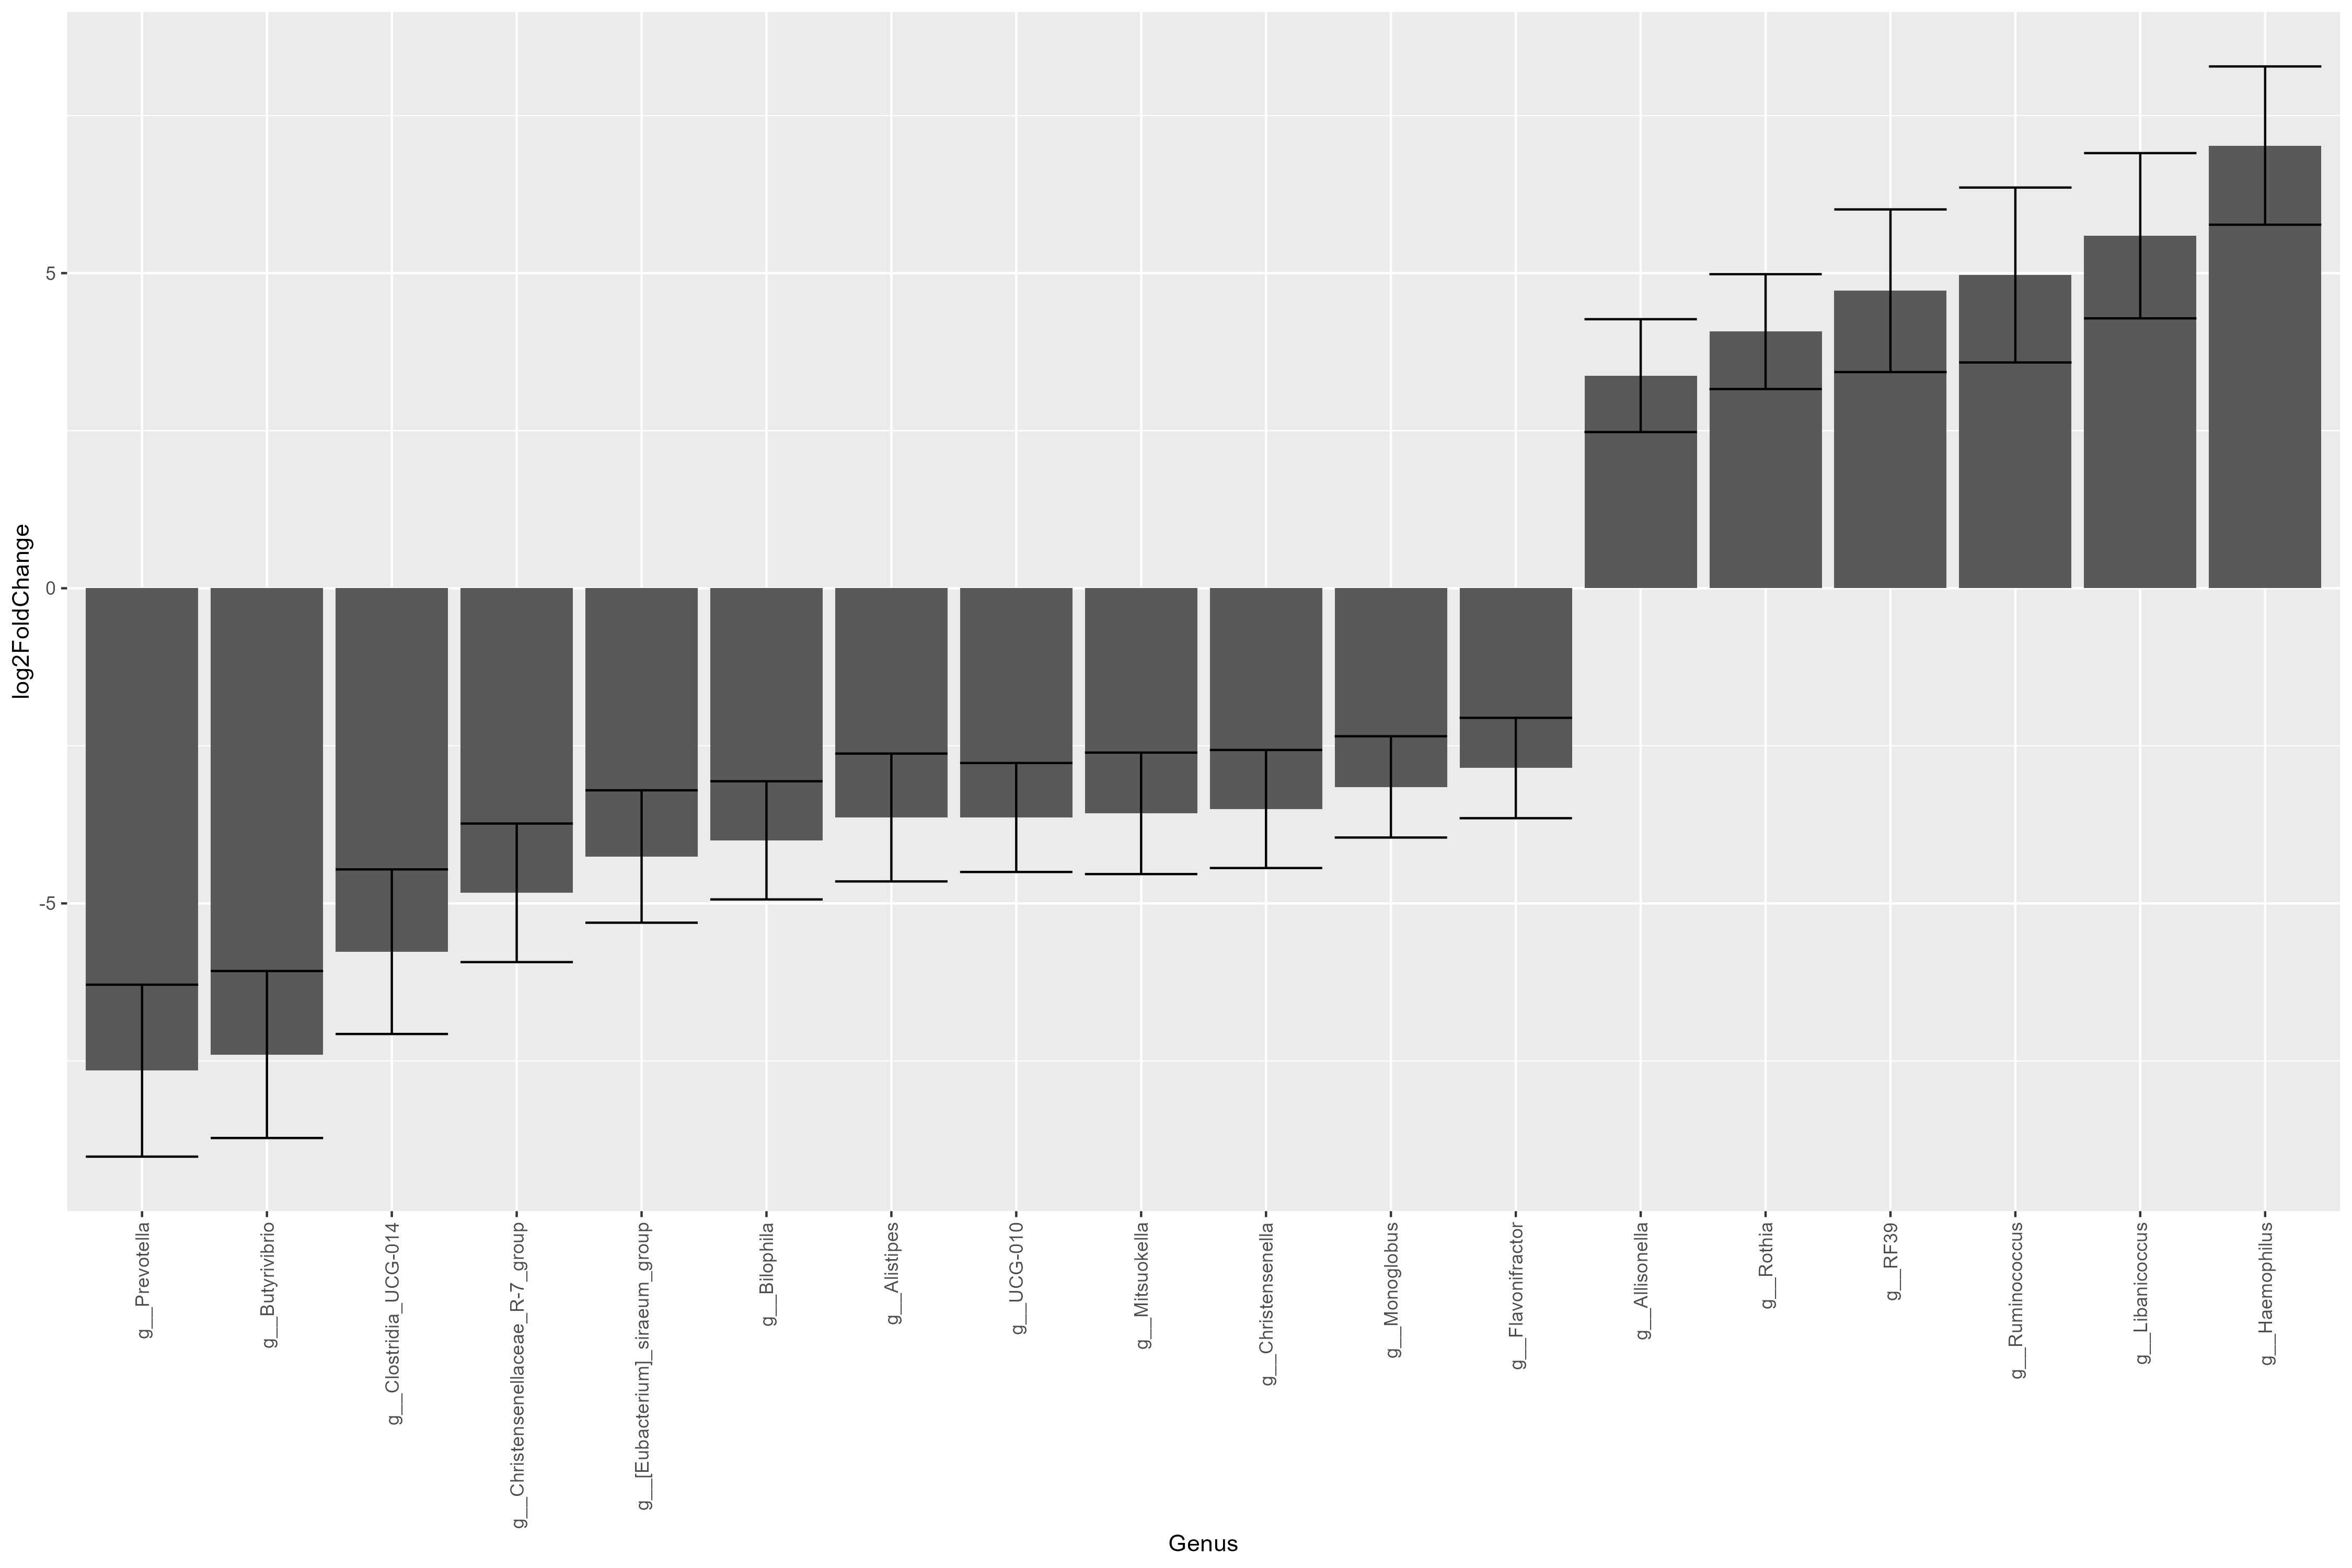 log2FoldChange
5
0
-5
g__Prevotella
g__Butyrivibrio
g__Clostridia_UCG-014
g__Christensenellaceae_R-7_group
g__[Eubacterium]_siraeum_group
g__Bilophila
g__Alistipes
g__UCG-010
g__Mitsuokella
g__Christensenella
g__Monoglobus
g__Flavonifractor
g__Allisonella
g__Rothia
g__RF39
g__Ruminococcus
g__Libanicoccus
g__Haemophilus
Genus